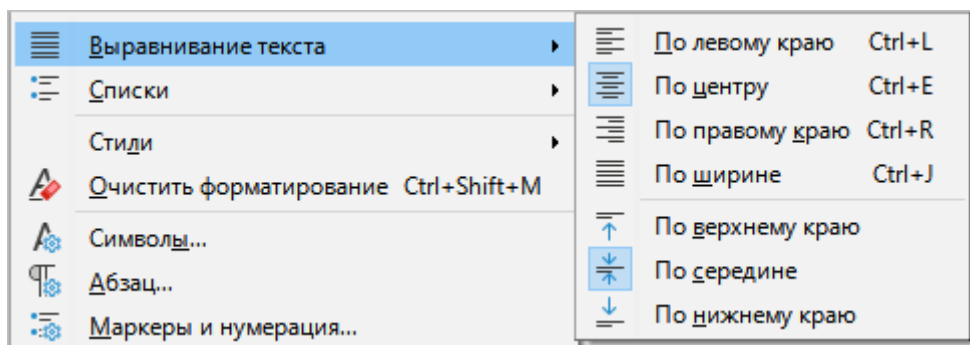 Выравнивание текста
Списки
Стили
Очистить форматирование Ctrl+Shift+M
Символы...
Абзац...
Маркеры и нумерация...
По левому краю Ctrl+L
По центру Ctrl+E
По правому краю Ctrl+R
По ширине Ctrl+J
По верхнему краю
По середине
По нижнему краю